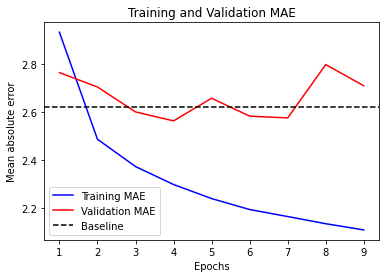 Training and Validation MAE
Mean absolute error
2.8
2.6
2.4
2.2
Training MAE
Validation MAE
Baseline
1 2 3 4 5 6 7 8 9
Epochs